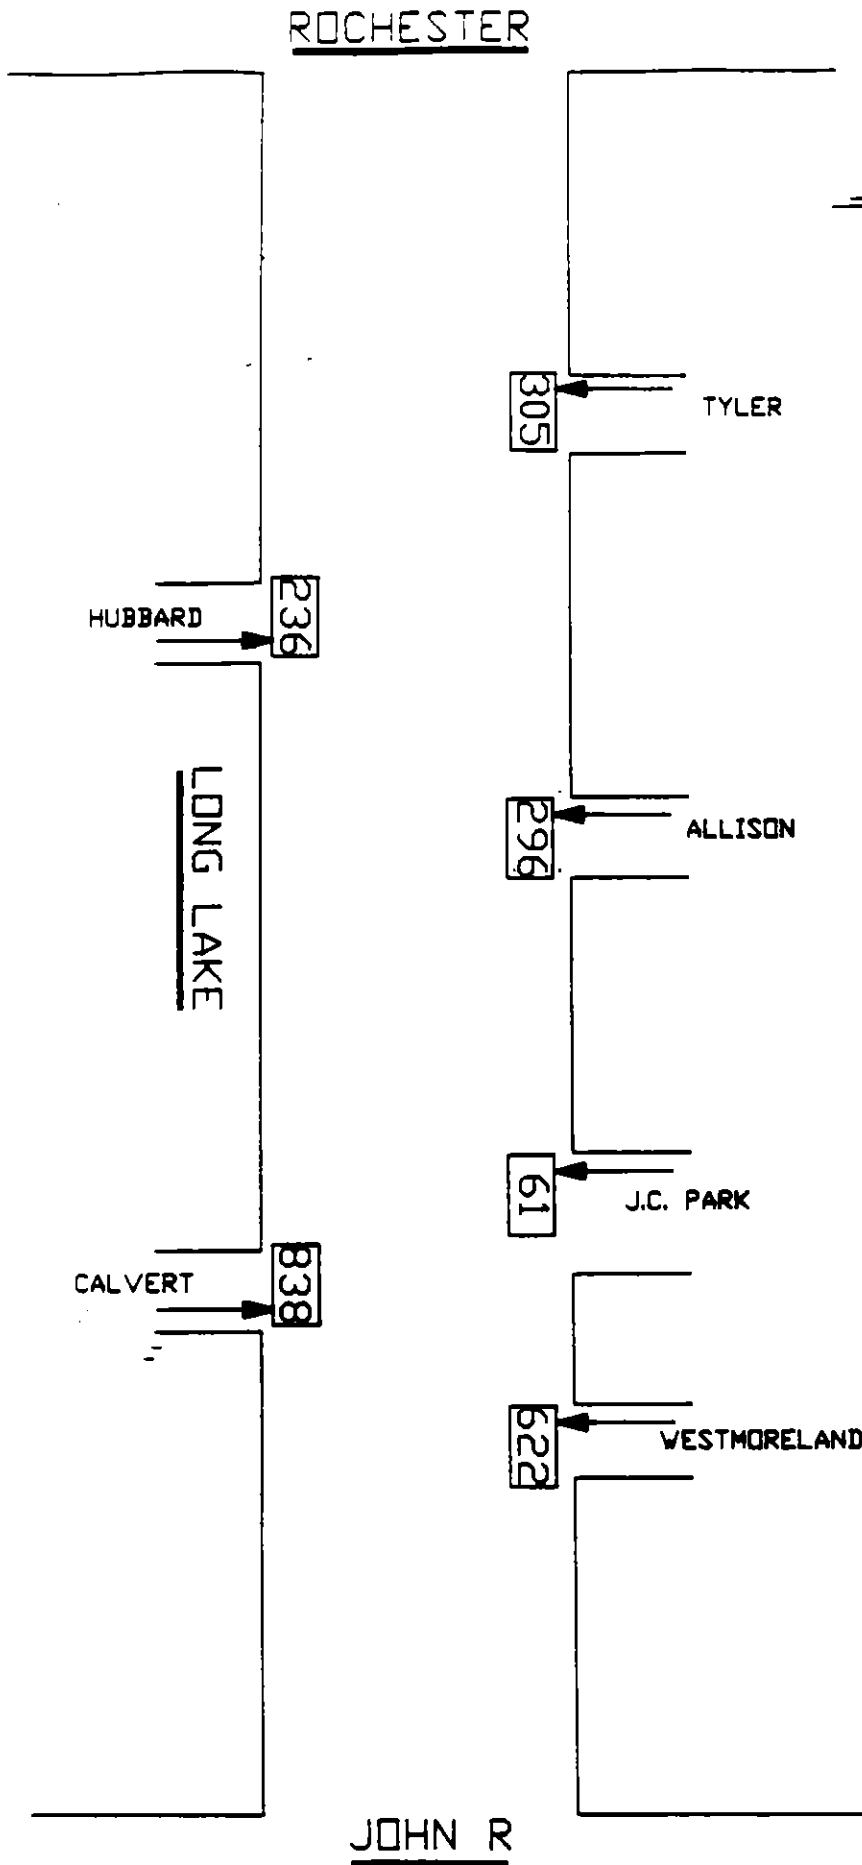 ROCHESTER
305
TYLER
236
HUBBARD
LONG LAKE
296
ALLISON
61
J.C. PARK
838
CALVERT
622
WESTMORELAND
JOHN R